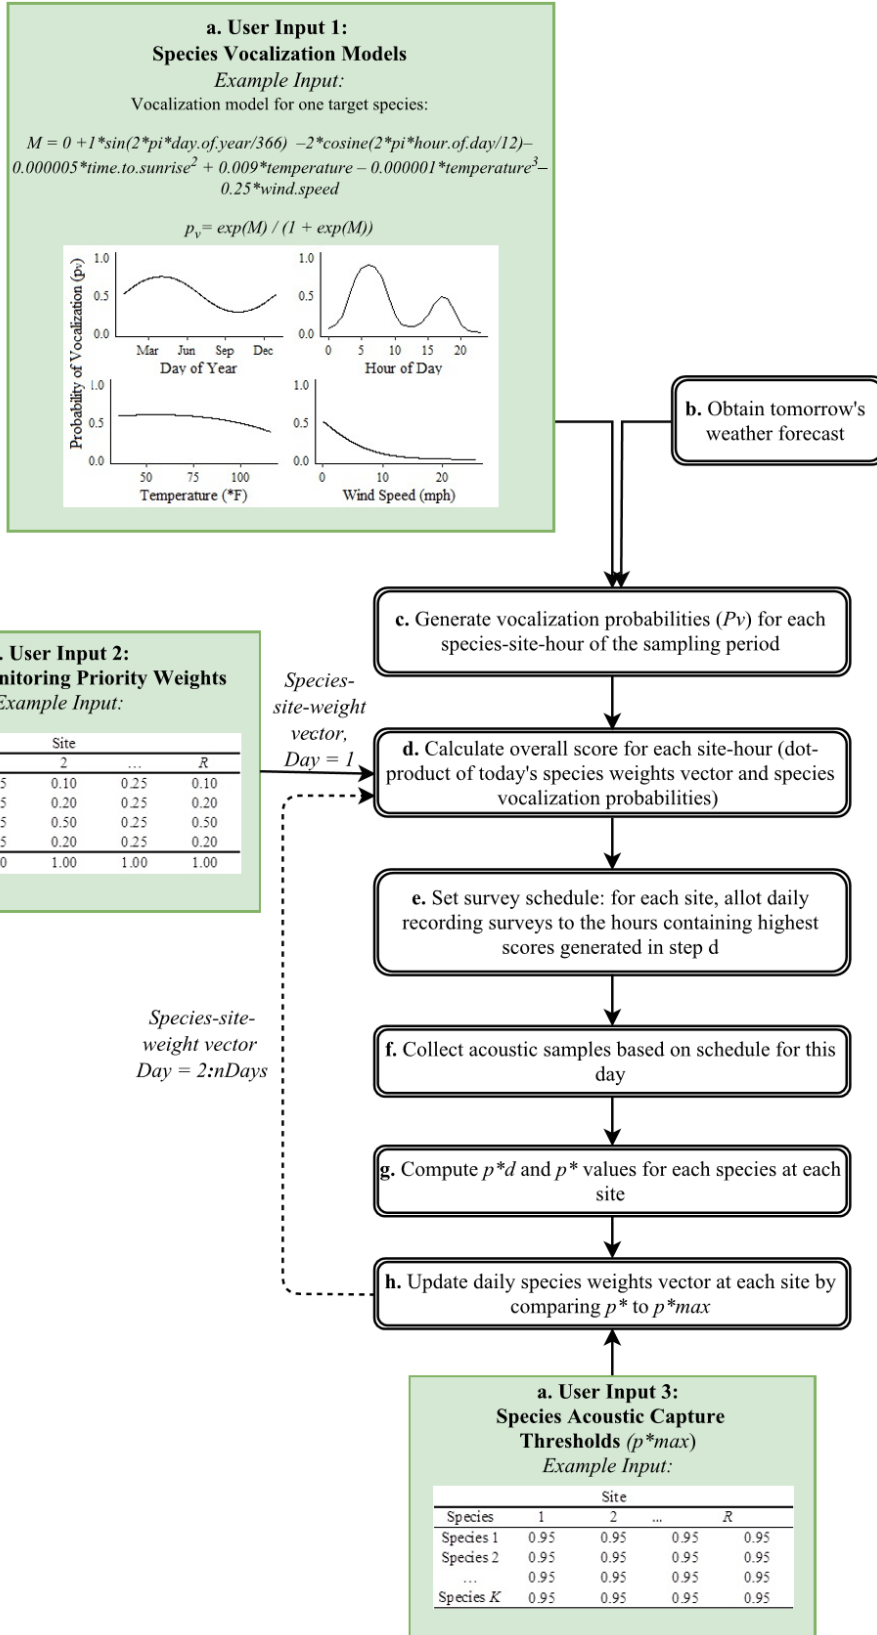 a. User Input 1:
Species Vocalization Models
Example Input:
Vocalization model for one target species:
M = 0 +1*sin(2*pi*day.of.year/366) –2*cosine(2*pi*hour.of.day/12)–
0.000005*time.to.sunrise² + 0.009*temperature – 0.000001*temperature³–
0.25*wind.speed
pv= exp(M) / (1 + exp(M))
Probability of Vocalization (pv)
1.0
0.5
0.0
Mar Jun Sep Dec
Day of Year
1.0
0.5
0.0
0 5 10 15 20
Hour of Day
1.0
0.5
0.0
50 75 100
Temperature (*F)
1.0
0.5
0.0
0 10 20
Wind Speed (mph)
b. Obtain tomorrow's
weather forecast
c. Generate vocalization probabilities (Pv) for each
species-site-hour of the sampling period
. User Input 2:
nitoring Priority Weights
Example Input:
Site
2 … R
5 0.10 0.25 0.10
5 0.20 0.25 0.20
5 0.50 0.25 0.50
5 0.20 0.25 0.20
0 1.00 1.00 1.00
Species-
site-weight
vector,
Day = 1
d. Calculate overall score for each site-hour (dot-
product of today's species weights vector and species
vocalization probabilities)
e. Set survey schedule: for each site, allot daily
recording surveys to the hours containing highest
scores generated in step d
Species-site-
weight vector
Day = 2:nDays
f. Collect acoustic samples based on schedule for this
day
g. Compute p*d and p* values for each species at each
site
h. Update daily species weights vector at each site by
comparing p* to p*max
a. User Input 3:
Species Acoustic Capture
Thresholds (p*max)
Example Input:
Site
Species 1 2 ... R
Species 1 0.95 0.95 0.95 0.95
Species 2 0.95 0.95 0.95 0.95
… 0.95 0.95 0.95 0.95
Species K 0.95 0.95 0.95 0.95